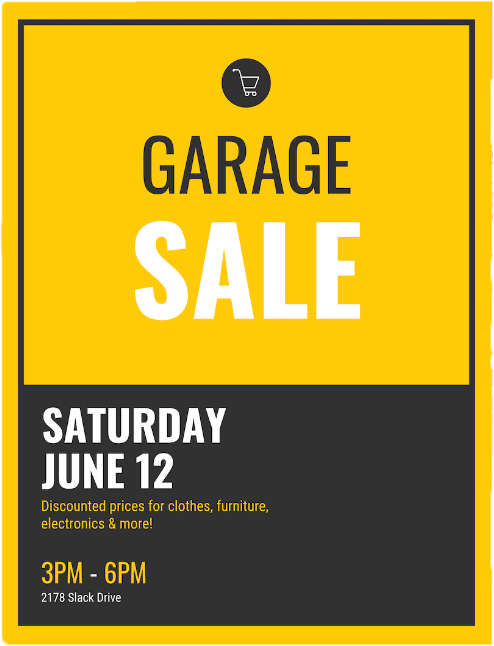 GARAGE
SALE
SATURDAY
JUNE 12
Discounted prices for clothes, furniture,
electronics & more!
3PM - 6PM
2178 Slack Drive